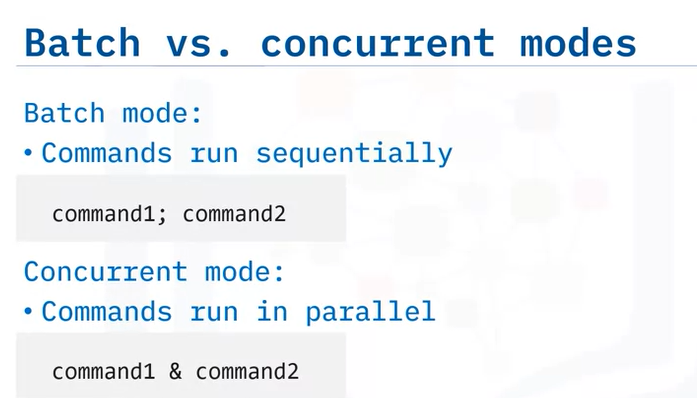 Batch vs. concurrent modes
Batch mode:
• Commands run sequentially
command1; command2
Concurrent mode:
• Commands run in parallel
command1 & command2